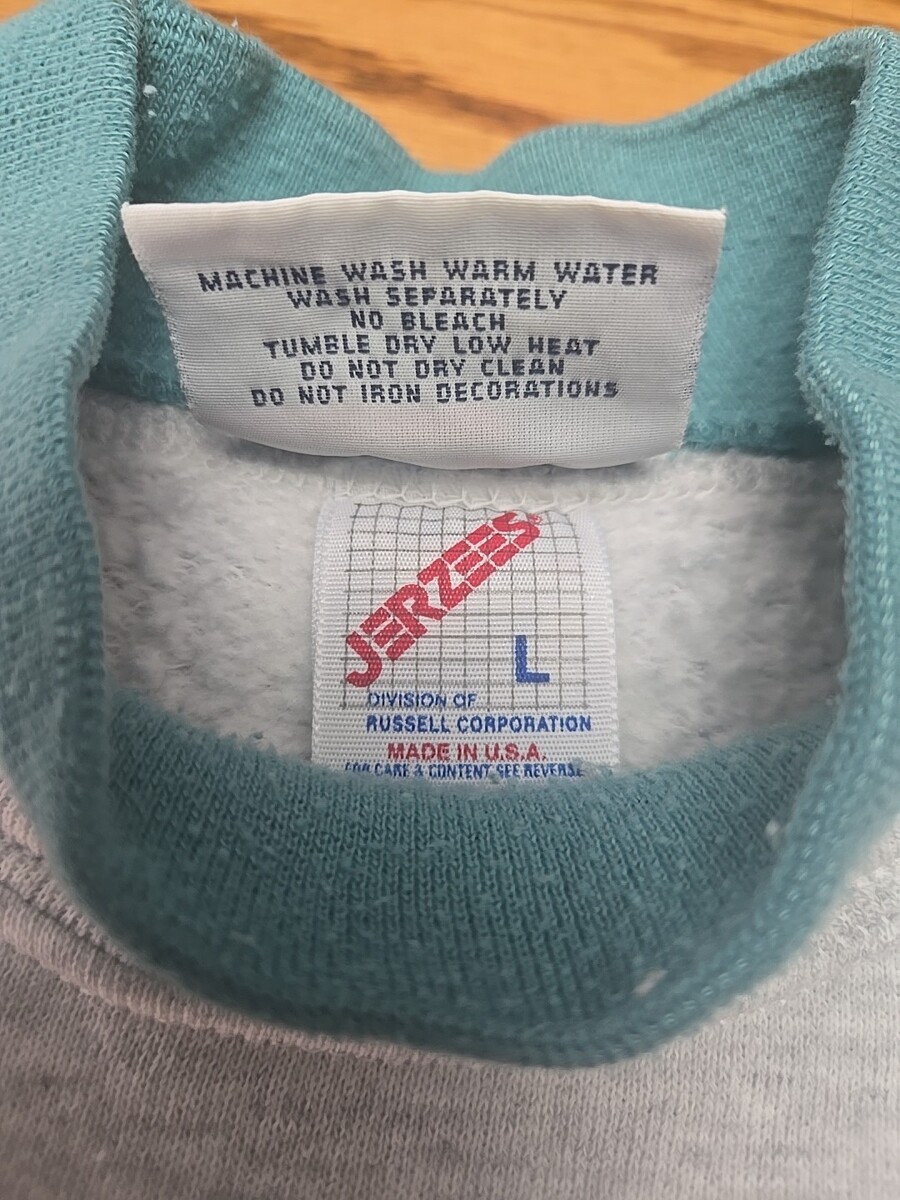 MACHINE WASH WARM WATER
WASH SEPARATELY
NO BLEACH
TUMBLE DRY LOW HEAT
DO NOT DRY CLEAN
DO NOT IRON DECORATIONS
JERZEES®
L
DIVISION OF
RUSSELL CORPORATION
MADE IN U.S.A.
FOR CARE & CONTENT SEE REVERSE